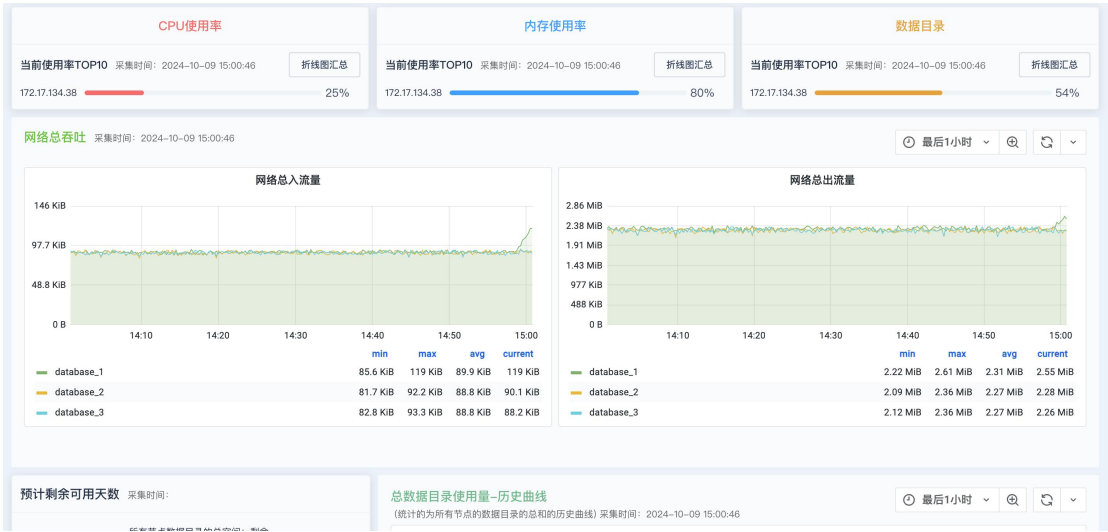 CPU使用率
内存使用率
数据目录
当前使用率TOP10 采集时间：2024-10-09 15:00:46 折线图汇总
172.17.134.38 25%
当前使用率TOP10 采集时间：2024-10-09 15:00:46 折线图汇总
172.17.134.38 80%
当前使用率TOP10 采集时间：2024-10-09 15:00:46 折线图汇总
172.17.134.38 54%
网络总吞吐 采集时间：2024-10-09 15:00:46
最后1小时
网络总入流量
146 KiB
97.7 KiB
48.8 KiB
0 B
14:10 14:20 14:30 14:40 14:50 15:00
min max avg current
database_1 85.6 KiB 119 KiB 89.9 KiB 119 KiB
database_2 81.7 KiB 92.2 KiB 88.8 KiB 90.1 KiB
database_3 82.8 KiB 93.3 KiB 88.8 KiB 88.2 KiB
网络总出流量
2.86 MiB
2.38 MiB
1.91 MiB
1.43 MiB
977 KiB
488 KiB
0 B
14:10 14:20 14:30 14:40 14:50 15:00
min max avg current
database_1 2.22 MiB 2.61 MiB 2.31 MiB 2.55 MiB
database_2 2.09 MiB 2.36 MiB 2.27 MiB 2.28 MiB
database_3 2.12 MiB 2.36 MiB 2.27 MiB 2.26 MiB
预计剩余可用天数 采集时间：
总数据目录使用量-历史曲线
(统计的为所有节点的数据目录的总和的历史曲线) 采集时间：2024-10-09 15:00:46
最后1小时